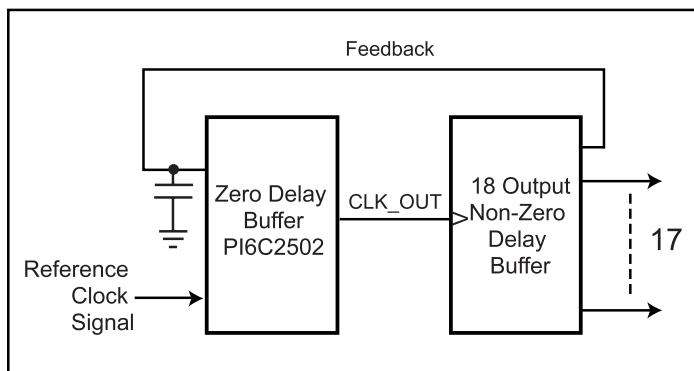 Feedback
Zero Delay
Buffer
PI6C2502
CLK_OUT
18 Output
Non-Zero
Delay
Buffer
17
Reference
Clock
Signal